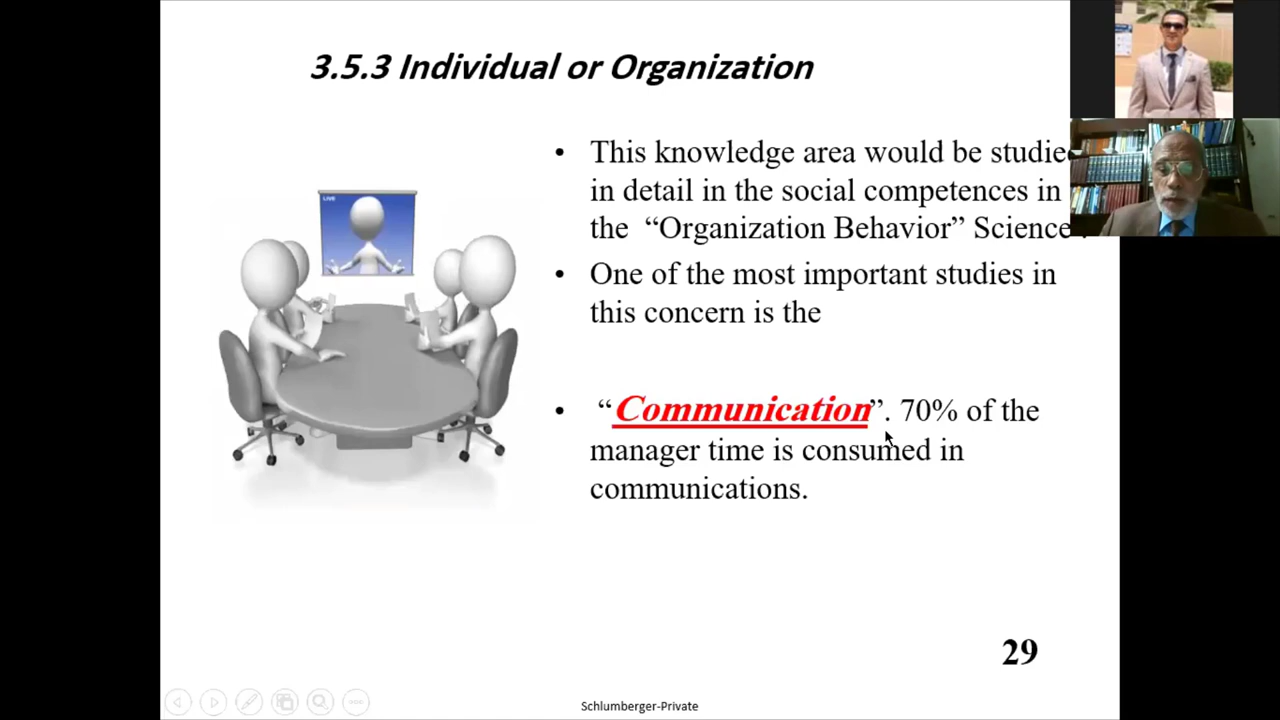 3.5.3 Individual or Organization
LIVE
• This knowledge area would be studie
in detail in the social competences in
the “Organization Behavior” Science
• One of the most important studies in
this concern is the
• “Communication”. 70% of the
manager time is consumed in
communications.
29
Schlumberger-Private